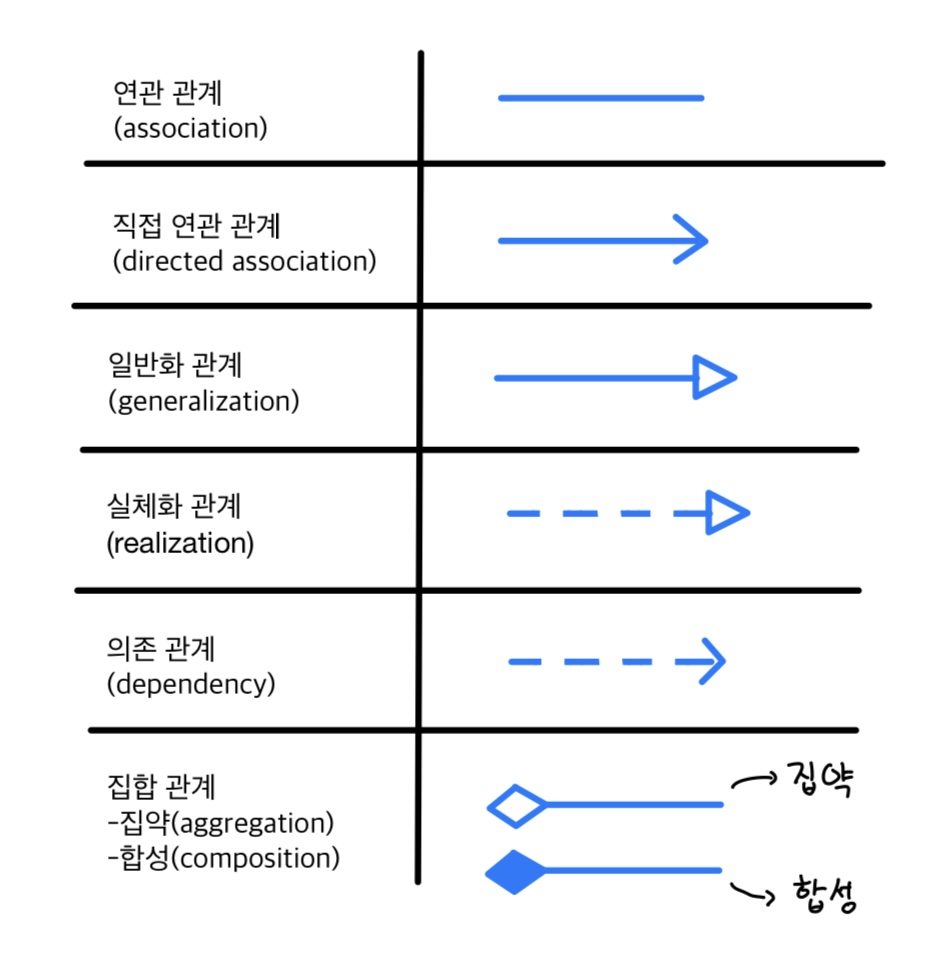 연관 관계
(association)
직접 연관 관계
(directed association)
일반화 관계
(generalization)
실체화 관계
(realization)
의존 관계
(dependency)
집합 관계
-집약(aggregation)
-합성(composition)
집약
합성